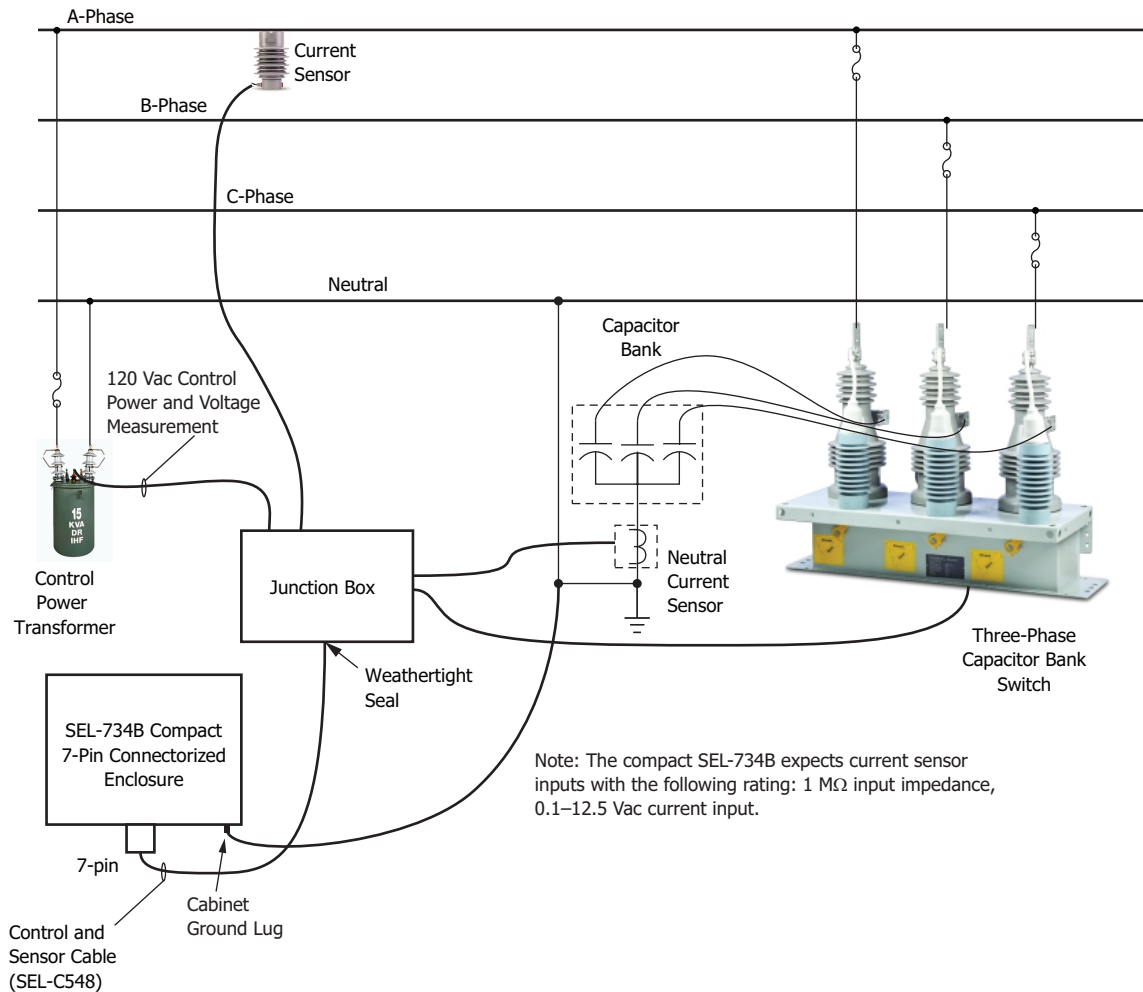 A-Phase
Current
Sensor
B-Phase
C-Phase
Neutral
Capacitor
Bank
120 Vac Control
Power and Voltage
Measurement
15
KVA
DR
IHF
Control
Power
Transformer
Junction Box
Neutral
Current
Sensor
Three-Phase
Capacitor Bank
Switch
Weathertight
Seal
SEL-734B Compact
7-Pin Connectorized
Enclosure
Note: The compact SEL-734B expects current sensor
inputs with the following rating: 1 MΩ input impedance,
0.1–12.5 Vac current input.
7-pin
Cabinet
Ground Lug
Control and
Sensor Cable
(SEL-C548)